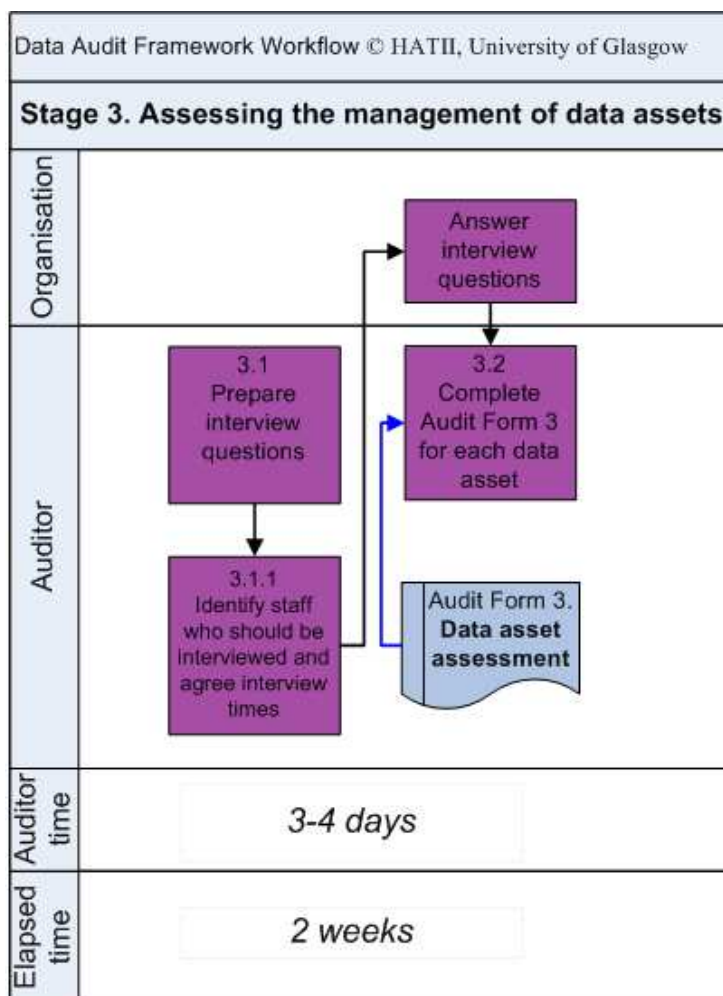 Data Audit Framework Workflow © HATII, University of Glasgow
Stage 3. Assessing the management of data assets
Organisation
Answer
interview
questions
Auditor
3.1
Prepare
interview
questions
3.2
Complete
Audit Form 3
for each data
asset
3.1.1
Identify staff
who should be
interviewed and
agree interview
times
Audit Form 3.
Data asset
assessment
Auditor
time
3-4 days
Elapsed
time
2 weeks